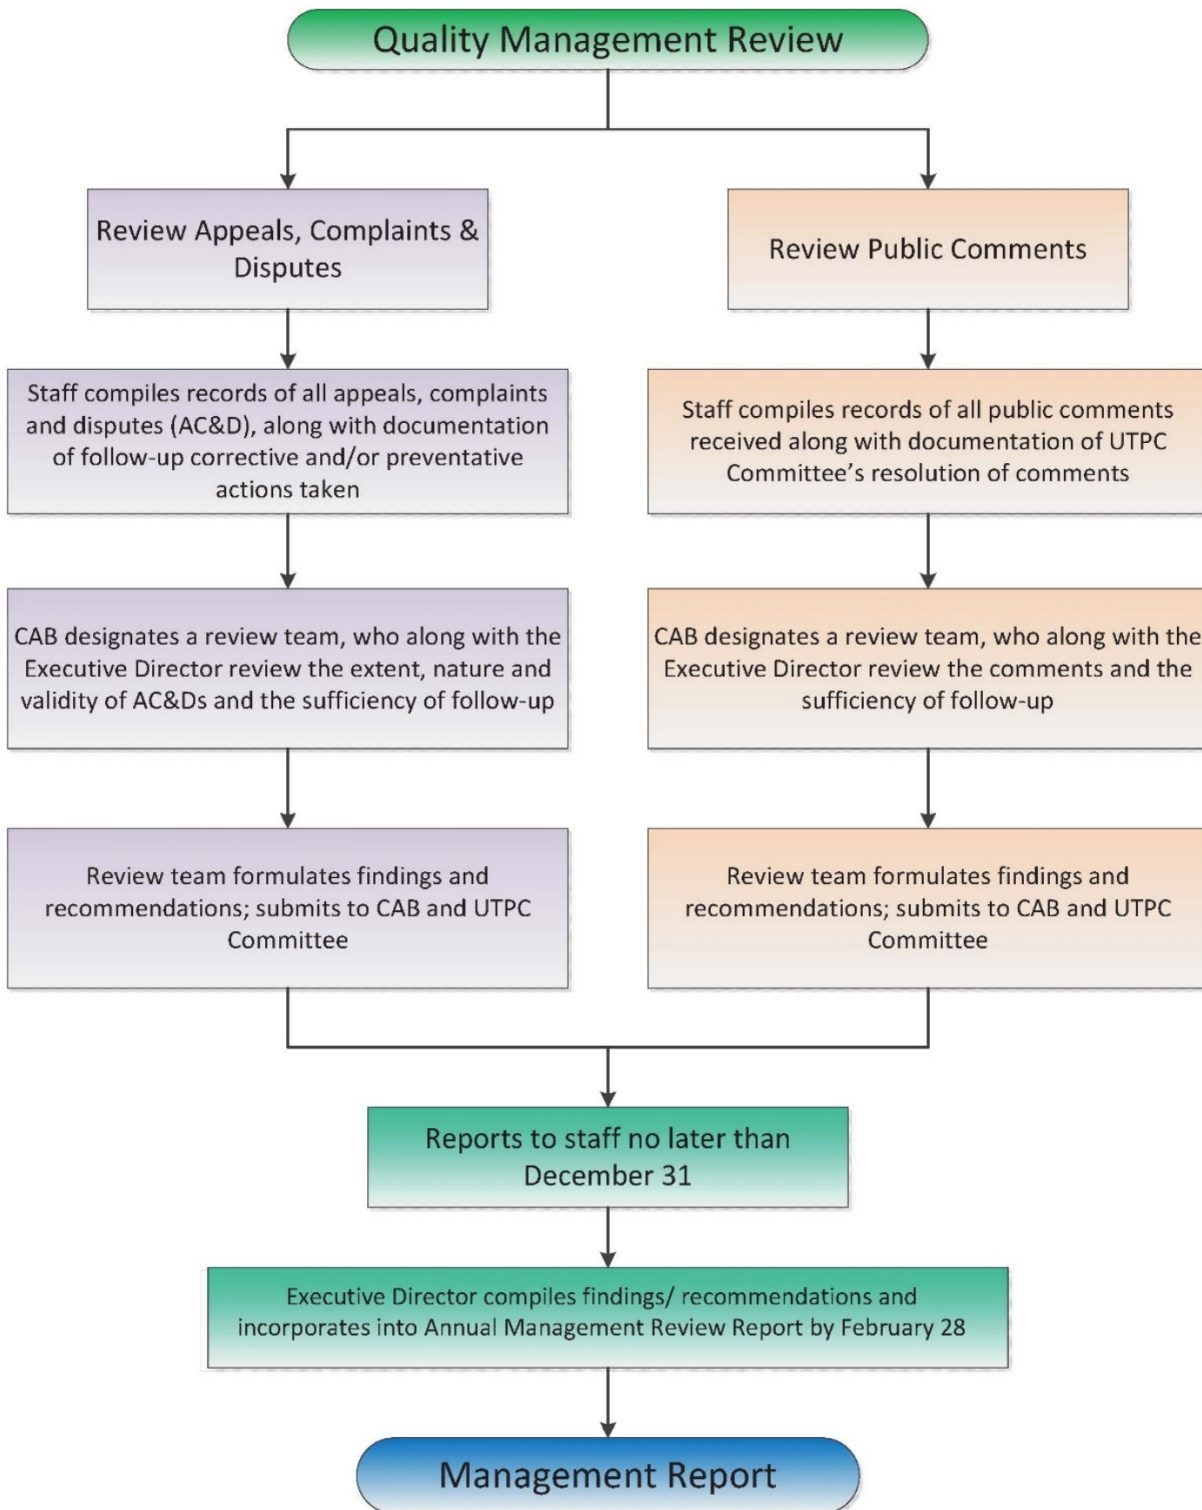 Quality Management Review
Review Appeals, Complaints &
Disputes
Review Public Comments
Staff compiles records of all appeals, complaints
and disputes (AC&D), along with documentation
of follow-up corrective and/or preventative
actions taken
Staff compiles records of all public comments
received along with documentation of UTPC
Committee’s resolution of comments
CAB designates a review team, who along with the
Executive Director review the extent, nature and
validity of AC&Ds and the sufficiency of follow-up
CAB designates a review team, who along with the
Executive Director review the comments and the
sufficiency of follow-up
Review team formulates findings and
recommendations; submits to CAB and UTPC
Committee
Review team formulates findings and
recommendations; submits to CAB and UTPC
Committee
Reports to staff no later than
December 31
Executive Director compiles findings/ recommendations and
incorporates into Annual Management Review Report by February 28
Management Report